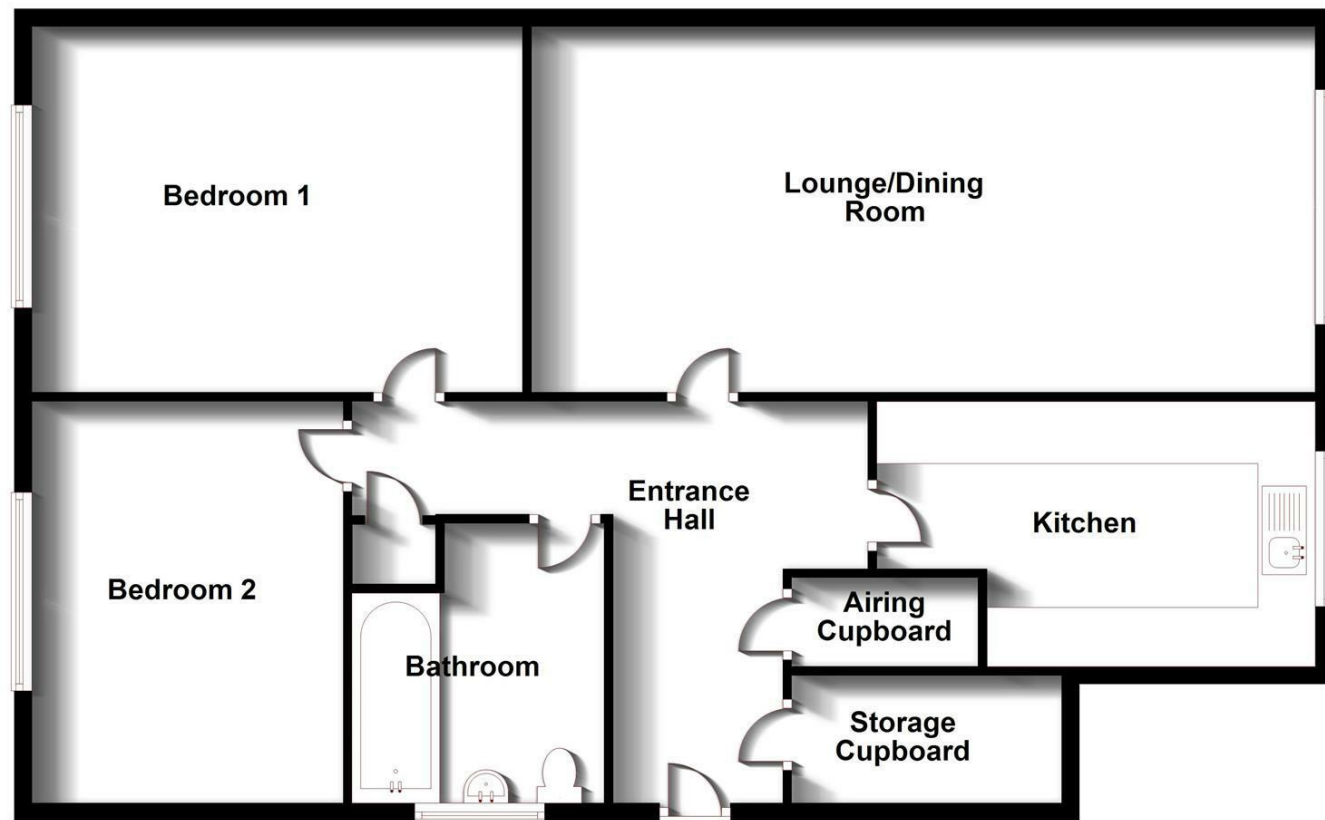 Bedroom 1
Lounge/Dining
Room
Entrance
Hall
Kitchen
Bedroom 2
Airing
Cupboard
Bathroom
Storage
Cupboard